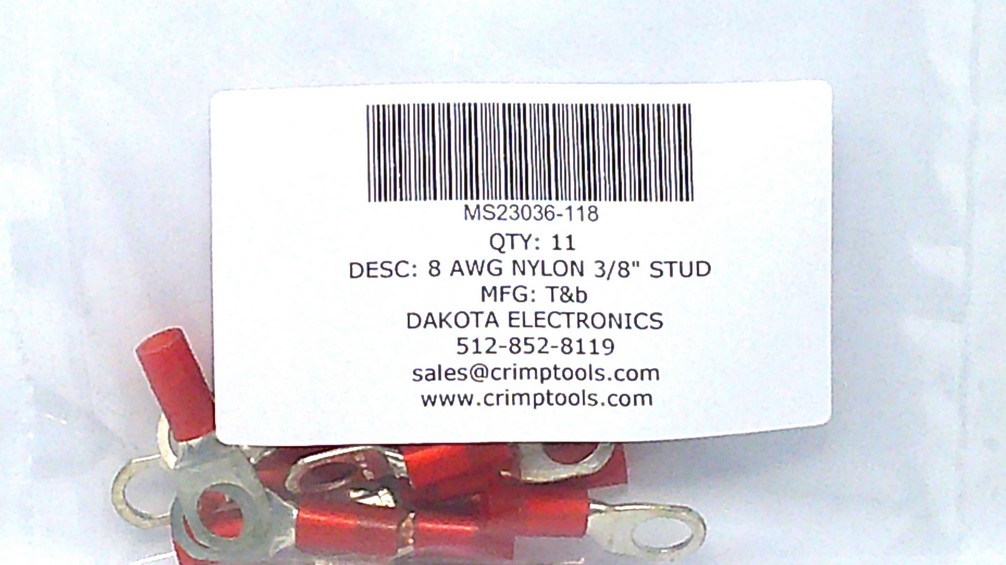 MS23036-118
QTY: 11
DESC: 8 AWG NYLON 3/8" STUD
MFG: T&b
DAKOTA ELECTRONICS
512-852-8119
sales@crimptools.com
www.crimptools.com